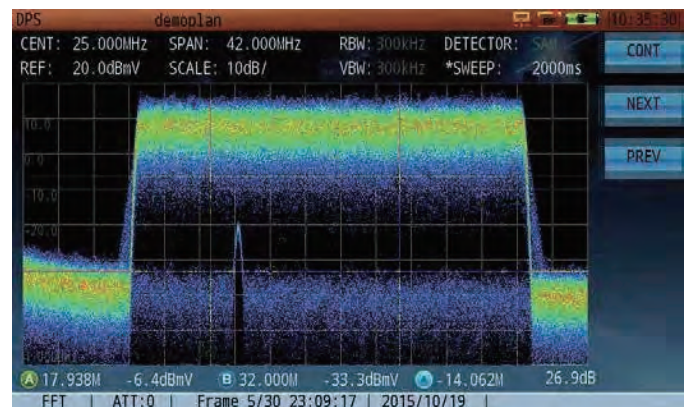 DPS demoplan [10:35:30]
CENT: 25.000MHz SPAN: 42.000MHz RBW: 300kHz DETECTOR:
REF: 20.0dBmV SCALE: 10dB/ VBW: 300kHz *SWEEP: 2000ms
CONT
NEXT
PREV
10.0
0.0
-10.0
-20.0
A 17.938M -6.4dBmV B 32.000M -33.3dBmV -14.062M 26.9dB
FFT | ATT:0 | Frame 5/30 23:09:17 | 2015/10/19 |